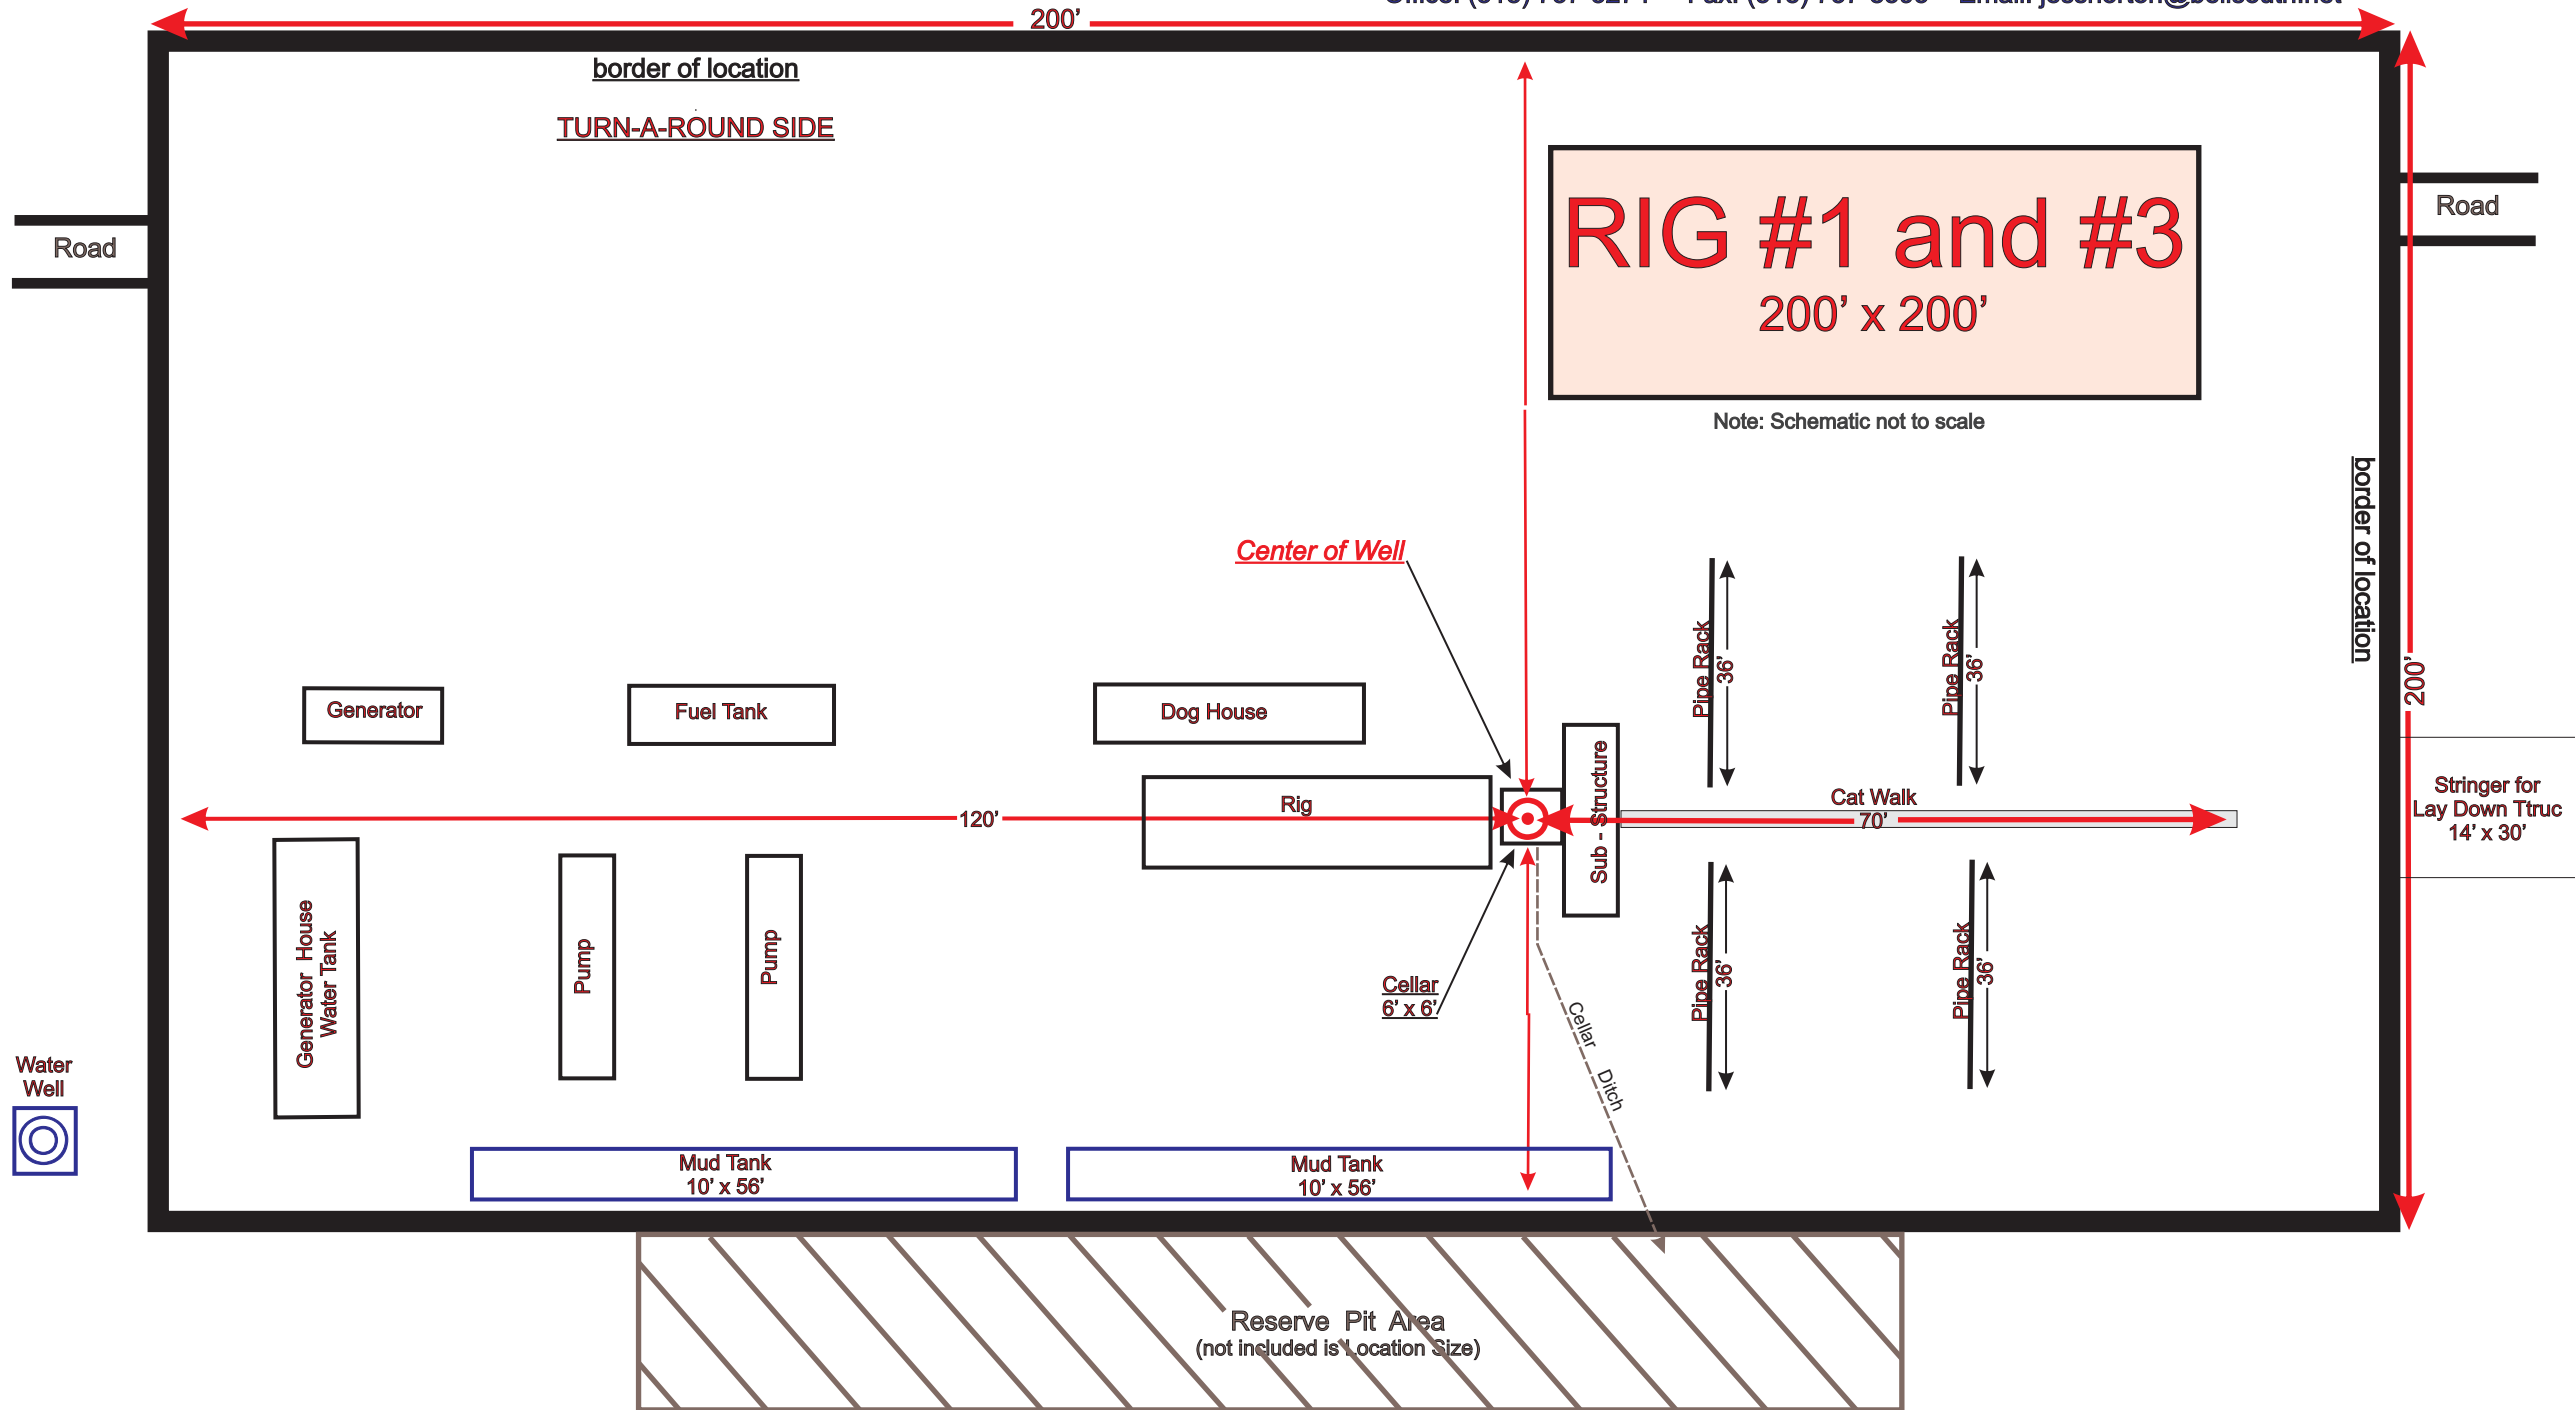 200’
border of location
TURN-A-ROUND SIDE
Road
Road
RIG #1 and #3
200’ x 200’
Note: Schematic not to scale
border of location
Center of Well
Pipe Rack
36’
Pipe Rack
36’
200’
Generator
Fuel Tank
Dog House
Sub - Structure
Stringer for
Lay Down Ttruc
14’ x 30’
120’
Rig
Cat Walk
70’
Generator House
Water Tank
Pump
Pump
Cellar
6’ x 6’
Pipe Rack
36’
Pipe Rack
36’
Cellar Ditch
Water
Well
Mud Tank
10’ x 56’
Mud Tank
10’ x 56’
Reserve Pit Area
(not included is Location Size)